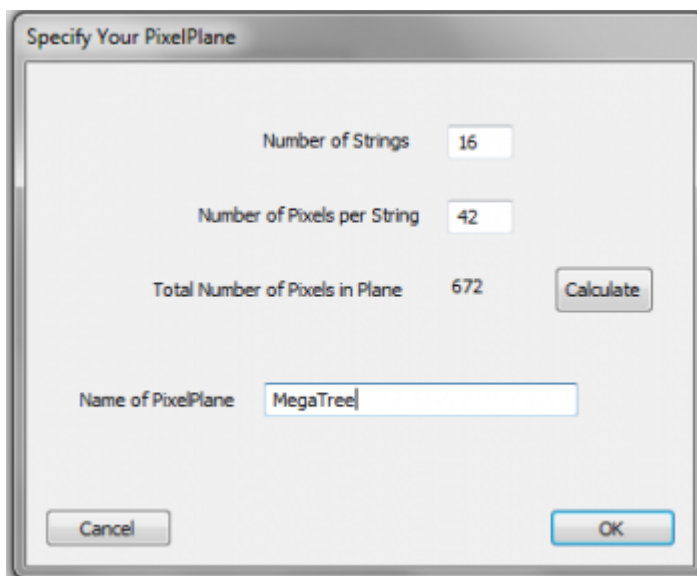 Specify Your PixelPlane
Number of Strings 16
Number of Pixels per String 42
Total Number of Pixels in Plane 672 Calculate
Name of PixelPlane MegaTree
Cancel OK